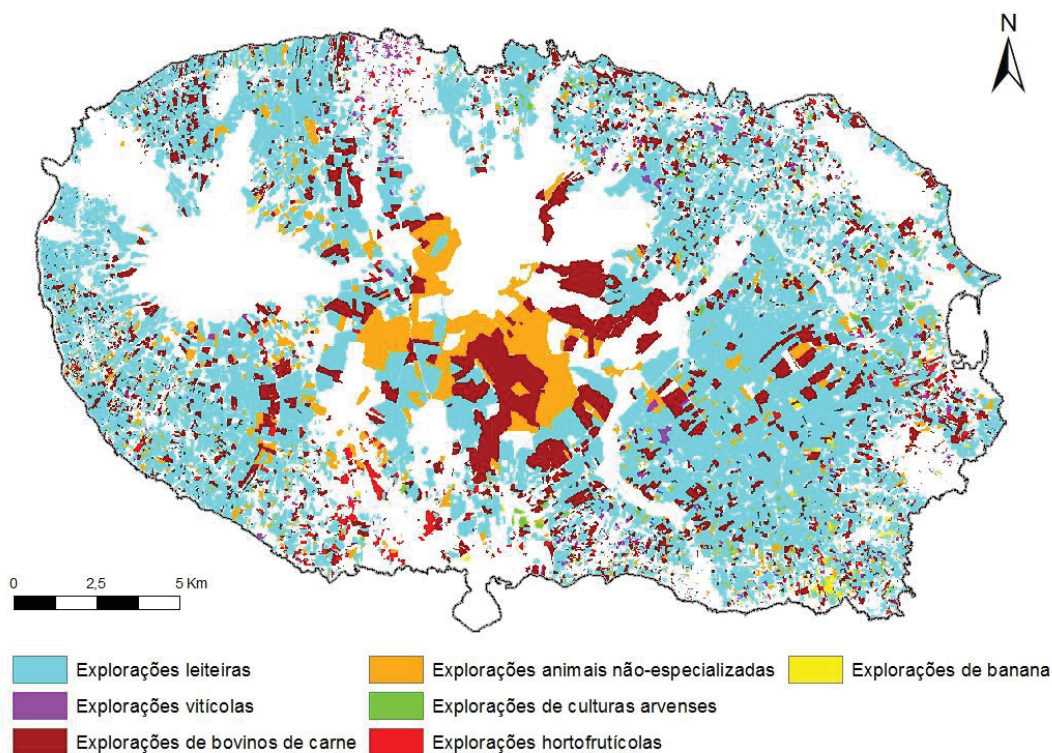 N
0 2,5 5 Km
Explorações leiteiras
Explorações animais não-especializadas
Explorações de banana
Explorações vitícolas
Explorações de culturas arvenses
Explorações de bovinos de carne
Explorações hortofrutícolas